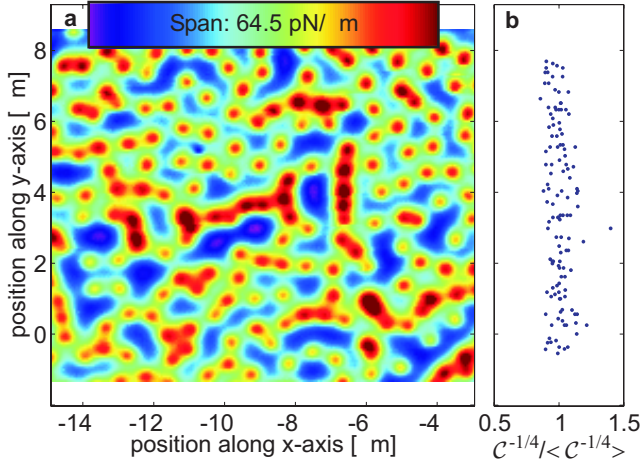 a
Span: 64.5 pN/ m
b
position along y-axis [ m]
8
6
4
2
0
-14
-12
-10
-8
-6
-4
position along x-axis [ m]
0.5
1
1.5
C^{-1/4}/<C^{-1/4}>